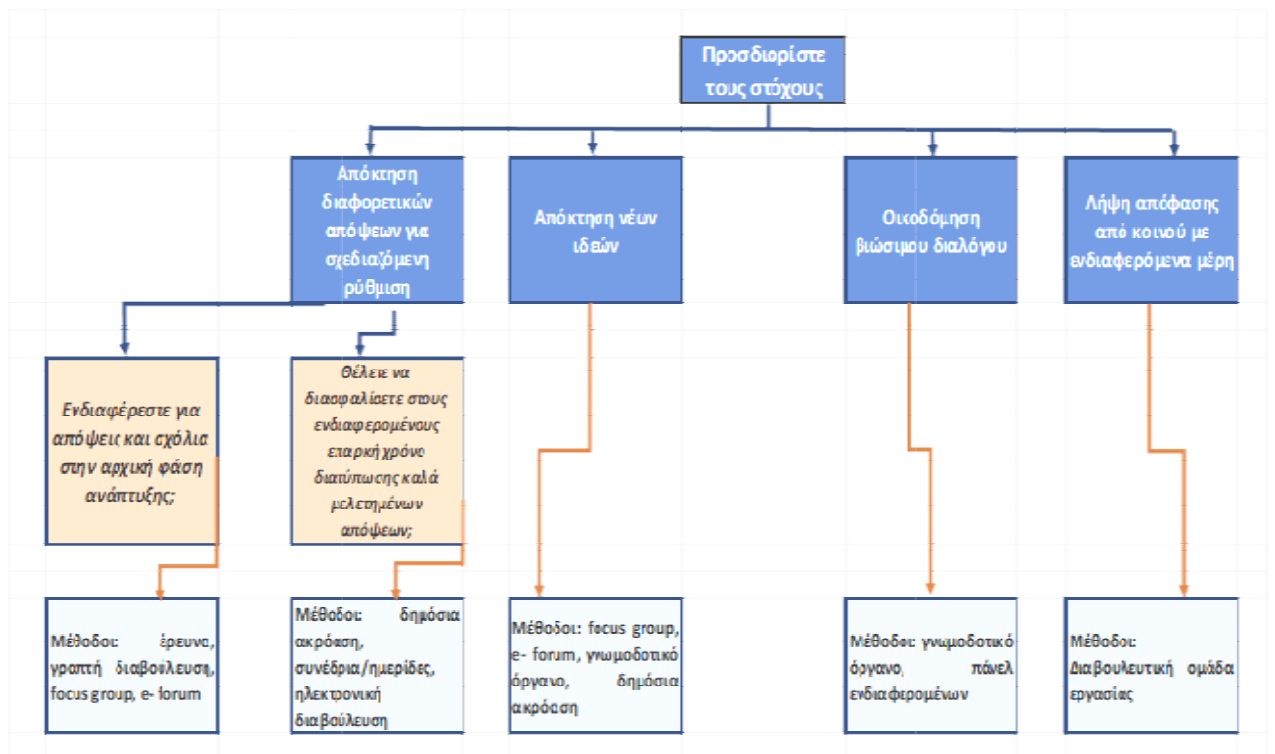 Προσδιορίστε
τους στόχους
Απόκτηση
διαφορετικών
απόψεων για
σχεδιαζόμενη
ρύθμιση
Απόκτηση νέων
ιδεών
Οικοδόμηση
βιώσιμου διαλόγου
Λήψη απόφασης
από κοινού με
ενδιαφερόμενα μέρη
Ενδιαφέρεστε για
απόψεις και σχόλια
στην αρχική φάση
ανάπτυξης;
Θέλετε να
διασφαλίσετε στους
ενδιαφερομένους
επαρκή χρόνο
διατύπωσης καλά
μελετημένων
απόψεων;
Μέθοδοι: έρευνα,
γραπτή διαβούλευση,
focus group, e- forum
Μέθοδοι: δημόσια
ακρόαση,
συνέδρια/ημερίδες,
ηλεκτρονική
διαβούλευση
Μέθοδοι: focus group,
e- forum, γνωμοδοτικό
όργανο, δημόσια
ακρόαση
Μέθοδοι: γνωμοδοτικό
όργανο, πάνελ
ενδιαφερομένων
Μέθοδοι:
Διαβουλευτική ομάδα
εργασίας